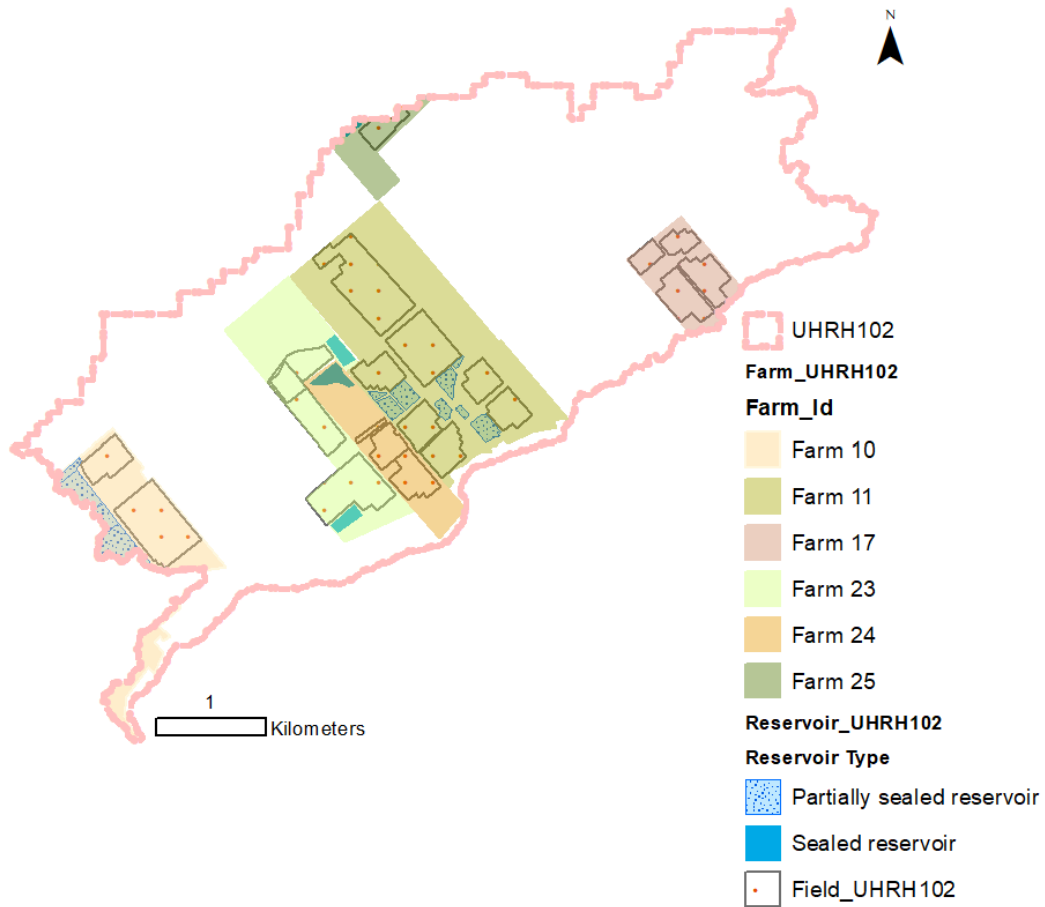 N
UHRH102
Farm_UHRH102
Farm_Id
Farm 10
Farm 11
Farm 17
Farm 23
Farm 24
Farm 25
1
Kilometers
Reservoir_UHRH102
Reservoir Type
Partially sealed reservoir
Sealed reservoir
Field_UHRH102